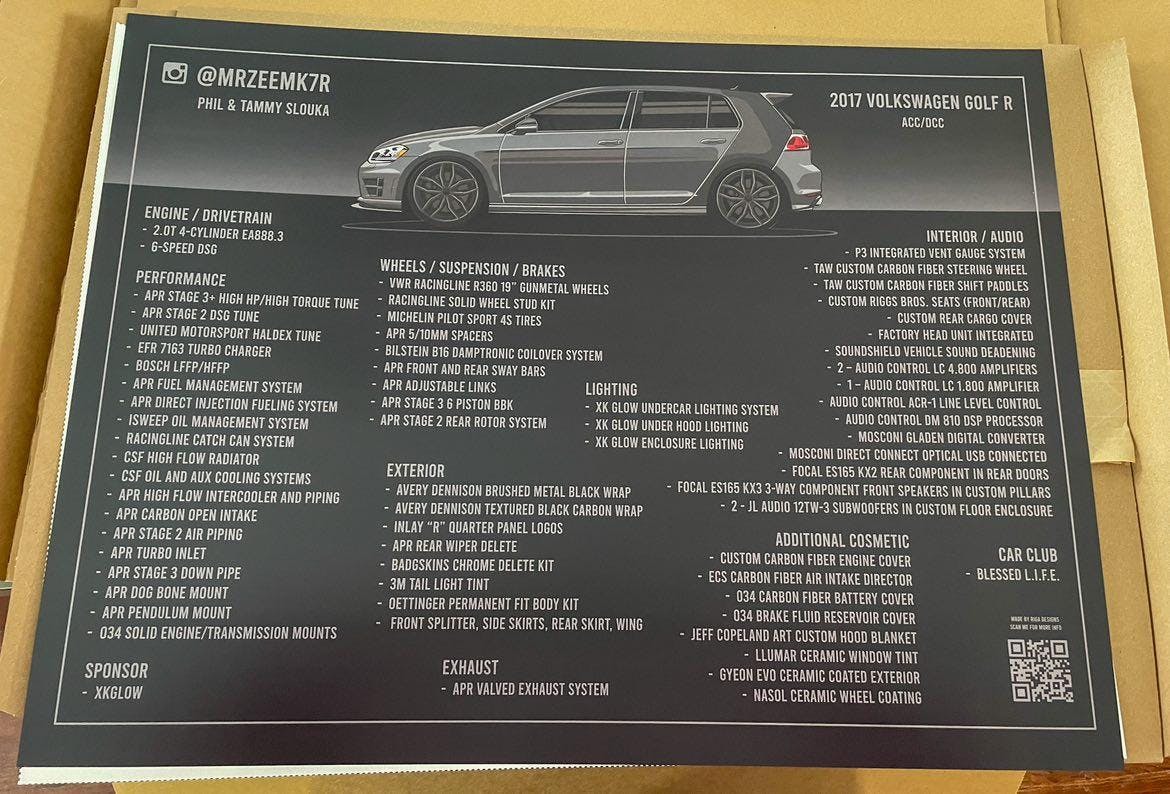 @MRZEEMK7R
PHIL & TAMMY SLOUKA
2017 VOLKSWAGEN GOLF R
ACC/DCC
ENGINE / DRIVETRAIN
- 2.0T 4-CYLINDER EA888.3
- 6-SPEED DSG
PERFORMANCE
- APR STAGE 3+ HIGH HP/HIGH TORQUE TUNE
- APR STAGE 2 DSG TUNE
- UNITED MOTORSPORT HALDEX TUNE
- EFR 7163 TURBO CHARGER
- BOSCH LFFP/HFFP
- APR FUEL MANAGEMENT SYSTEM
- APR DIRECT INJECTION FUELING SYSTEM
- ISWEEP OIL MANAGEMENT SYSTEM
- RACINGLINE CATCH CAN SYSTEM
- CSF HIGH FLOW RADIATOR
- CSF OIL AND AUX COOLING SYSTEMS
- APR HIGH FLOW INTERCOOLER AND PIPING
- APR CARBON OPEN INTAKE
- APR STAGE 2 AIR PIPING
- APR TURBO INLET
- APR STAGE 3 DOWN PIPE
- APR DOG BONE MOUNT
- APR PENDULUM MOUNT
- 034 SOLID ENGINE/TRANSMISSION MOUNTS
SPONSOR
- XKGLOW
WHEELS / SUSPENSION / BRAKES
- VWR RACINGLINE R360 19" GUNMETAL WHEELS
- RACINGLINE SOLID WHEEL STUD KIT
- MICHELIN PILOT SPORT 4S TIRES
- APR 5/10MM SPACERS
- BILSTEIN B16 DAMPTRONIC COILOVER SYSTEM
- APR FRONT AND REAR SWAY BARS
- APR ADJUSTABLE LINKS
- APR STAGE 3 6 PISTON BBK
- APR STAGE 2 REAR ROTOR SYSTEM
LIGHTING
- XK GLOW UNDERCAR LIGHTING SYSTEM
- XK GLOW UNDER HOOD LIGHTING
- XK GLOW ENCLOSURE LIGHTING
EXTERIOR
- AVERY DENNISON BRUSHED METAL BLACK WRAP
- AVERY DENNISON TEXTURED BLACK CARBON WRAP
- INLAY "R" QUARTER PANEL LOGOS
- APR REAR WIPER DELETE
- BADGSKINS CHROME DELETE KIT
- 3M TAIL LIGHT TINT
- OETTINGER PERMANENT FIT BODY KIT
- FRONT SPLITTER, SIDE SKIRTS, REAR SKIRT, WING
EXHAUST
- APR VALVED EXHAUST SYSTEM
INTERIOR / AUDIO
- P3 INTEGRATED VENT GAUGE SYSTEM
- TAW CUSTOM CARBON FIBER STEERING WHEEL
- TAW CUSTOM CARBON FIBER SHIFT PADDLES
- CUSTOM RIGGS BROS. SEATS (FRONT/REAR)
- CUSTOM REAR CARGO COVER
- FACTORY HEAD UNIT INTEGRATED
- SOUNDSHIELD VEHICLE SOUND DEADENING
- 2 - AUDIO CONTROL LC 4.800 AMPLIFIERS
- 1 - AUDIO CONTROL LC 1.800 AMPLIFIER
- AUDIO CONTROL ACR-1 LINE LEVEL CONTROL
- AUDIO CONTROL DM 810 DSP PROCESSOR
- MOSCONI GLADEN DIGITAL CONVERTER
- MOSCONI DIRECT CONNECT OPTICAL USB CONNECTED
- FOCAL ES165 KX2 REAR COMPONENT IN REAR DOORS
- FOCAL ES165 KX3 3-WAY COMPONENT FRONT SPEAKERS IN CUSTOM PILLARS
- 2 - JL AUDIO 12TW-3 SUBWOOFERS IN CUSTOM FLOOR ENCLOSURE
ADDITIONAL COSMETIC
- CUSTOM CARBON FIBER ENGINE COVER
- ECS CARBON FIBER AIR INTAKE DIRECTOR
- 034 CARBON FIBER BATTERY COVER
- 034 BRAKE FLUID RESERVOIR COVER
- JEFF COPELAND ART CUSTOM HOOD BLANKET
- LLUMAR CERAMIC WINDOW TINT
- GYEON EVO CERAMIC COATED EXTERIOR
- NASOL CERAMIC WHEEL COATING
CAR CLUB
- BLESSED L.I.F.E.
MADE BY RIGA DESIGNS
SCAN ME FOR MORE INFO